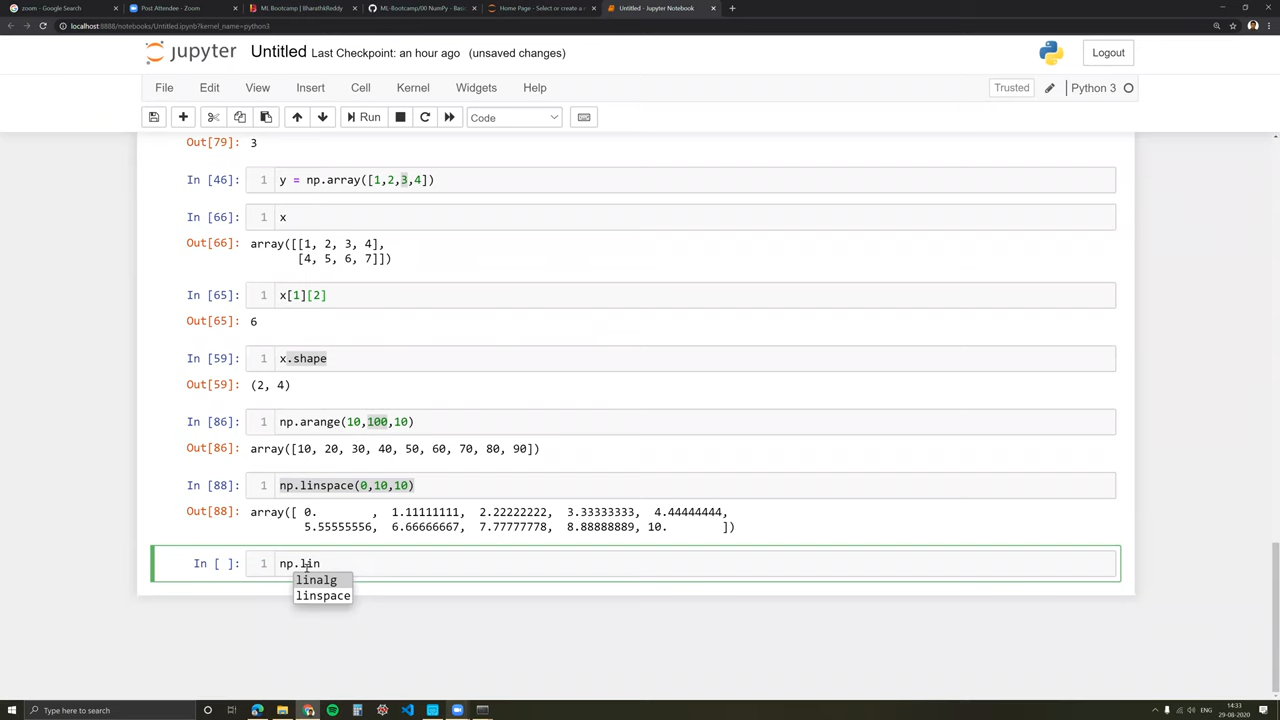 zoom - Google Search
Post Attendee - Zoom
ML Bootcamp | BharathkReddy
ML-Bootcamp/00 NumPy - Basi
Home Page - Select or create a n
Untitled - Jupyter Notebook
localhost:8888/notebooks/Untitled.ipynb?kernel_name=python3
jupyter Untitled Last Checkpoint: an hour ago (unsaved changes)
Logout
File Edit View Insert Cell Kernel Widgets Help
Trusted Python 3
Run Code
Out[79]: 3
In [46]: 1 y = np.array([1,2,3,4])
In [66]: 1 x
Out[66]: array([[1, 2, 3, 4],
[4, 5, 6, 7]])
In [65]: 1 x[1][2]
Out[65]: 6
In [59]: 1 x.shape
Out[59]: (2, 4)
In [86]: 1 np.arange(10,100,10)
Out[86]: array([10, 20, 30, 40, 50, 60, 70, 80, 90])
In [88]: 1 np.linspace(0,10,10)
Out[88]: array([ 0. , 1.11111111, 2.22222222, 3.33333333, 4.44444444,
5.55555556, 6.66666667, 7.77777778, 8.88888889, 10. ])
In [ ]: 1 np.lin
linalg
linspace
Type here to search
ENG
14:33
29-08-2020